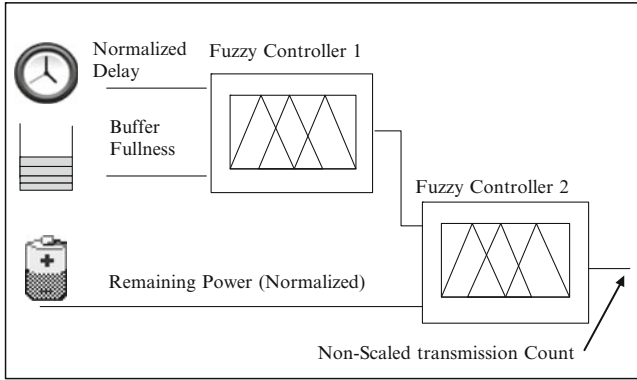 Normalized
Delay
Fuzzy Controller 1
Buffer
Fullness
Fuzzy Controller 2
Remaining Power (Normalized)
Non-Scaled transmission Count